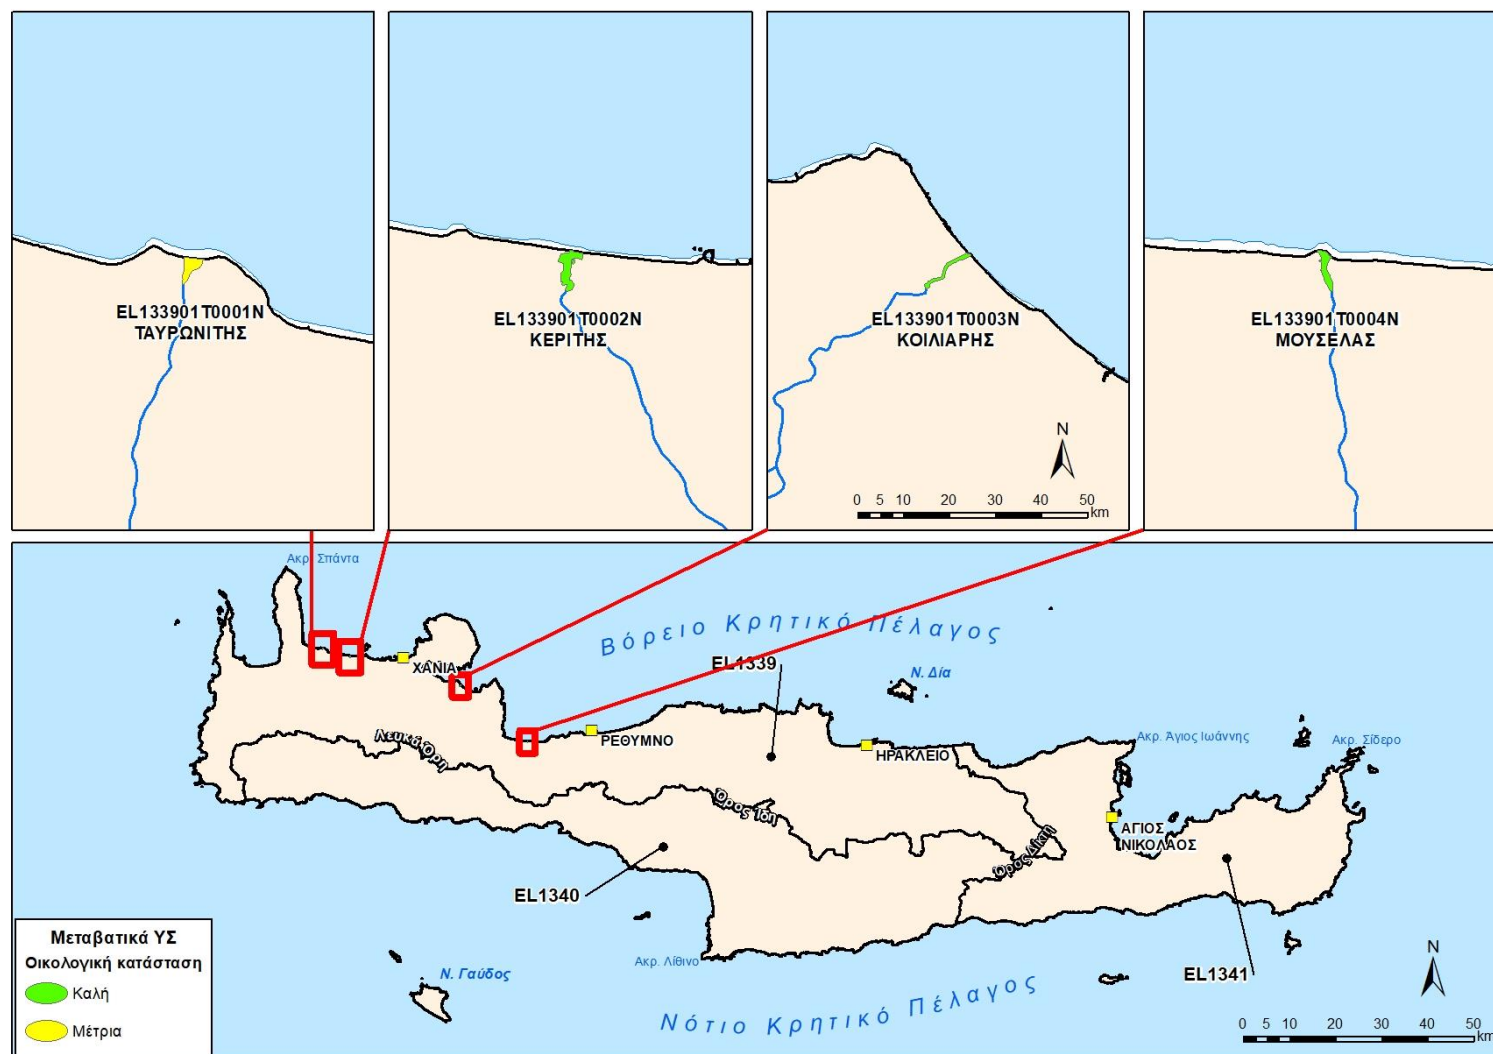 EL133901T0001N
ΤΑΥΡΩΝΙΤΗΣ
EL133901T0002N
ΚΕΡΙΤΗΣ
EL133901T0003N
ΚΟΙΛΙΑΡΗΣ
EL133901T0004N
ΜΟΥΣΕΛΑΣ
N
0 5 10 20 30 40 50
km
Ακρ. Σπάντα
Βόρειο Κρητικό Πέλαγος
ΧΑΝΙΑ
EL1339
Ν. Δία
ΡΕΘΥΜΝΟ
Λευκά Όρη
ΗΡΑΚΛΕΙΟ
Ακρ. Άγιος Ιωάννης
Ακρ. Σίδερο
Όρος Ίδη
ΑΓΙΟΣ
ΝΙΚΟΛΑΟΣ
Όρος Δίκτη
EL1340
Ακρ. Λίθινο
EL1341
Ν. Γαύδος
Νότιο Κρητικό Πέλαγος
Μεταβατικά ΥΣ
Οικολογική κατάσταση
Καλή
Μέτρια
N
0 5 10 20 30 40 50
km